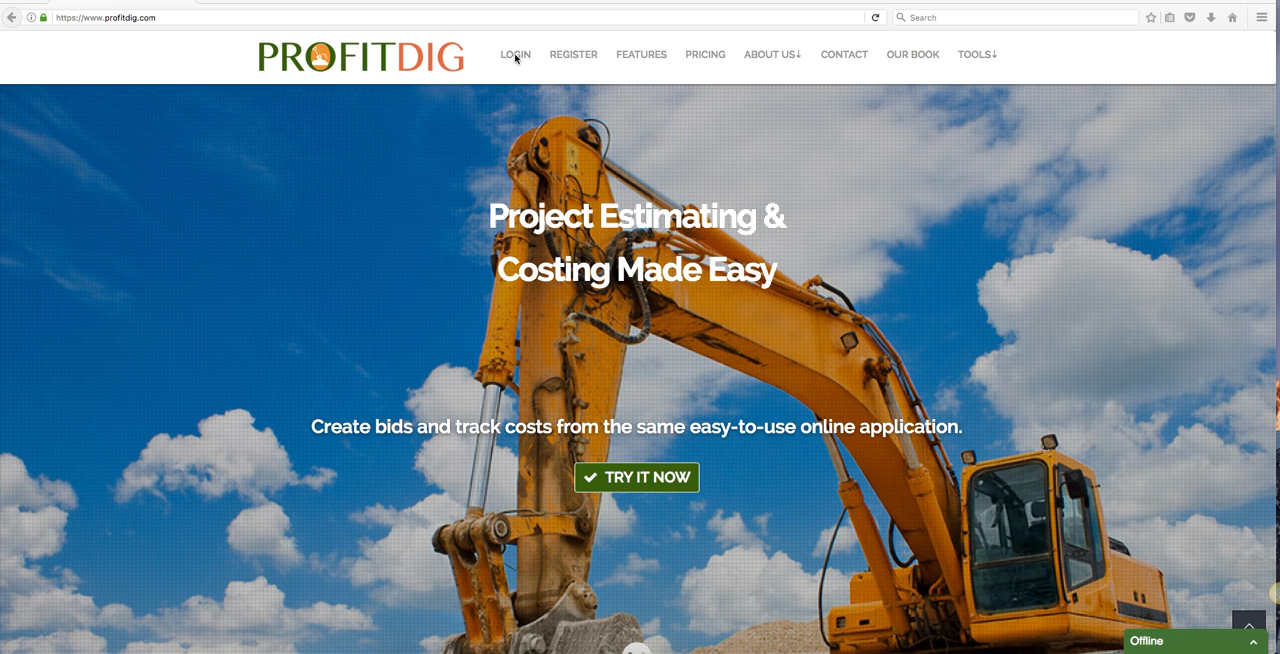 https://www.profitdig.com
Search
PROFITDIG
LOGIN REGISTER FEATURES PRICING ABOUT US↓ CONTACT OUR BOOK TOOLS↓
Project Estimating &
Costing Made Easy
Create bids and track costs from the same easy-to-use online application.
TRY IT NOW
Offline